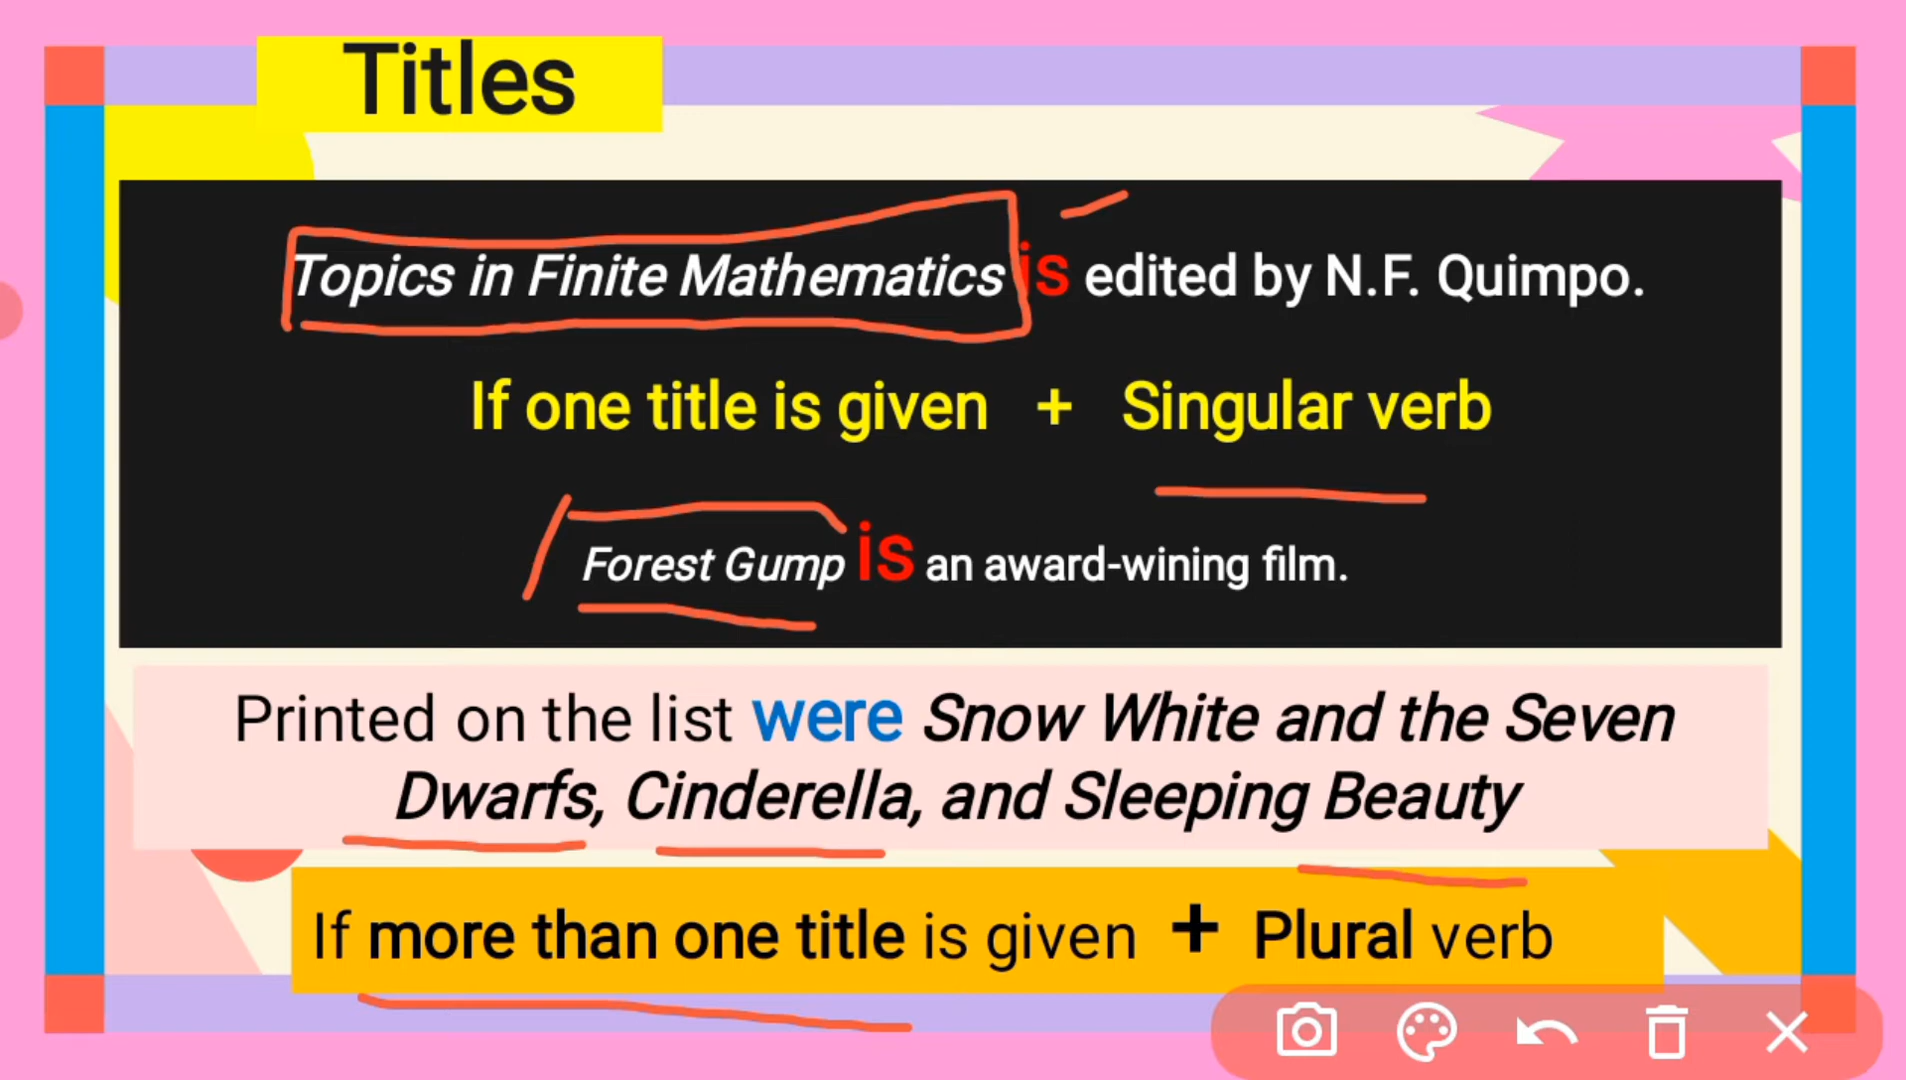 Titles
Topics in Finite Mathematics is edited by N.F. Quimpo.
If one title is given + Singular verb
Forest Gump is an award-wining film.
Printed on the list were Snow White and the Seven
Dwarfs, Cinderella, and Sleeping Beauty
If more than one title is given + Plural verb